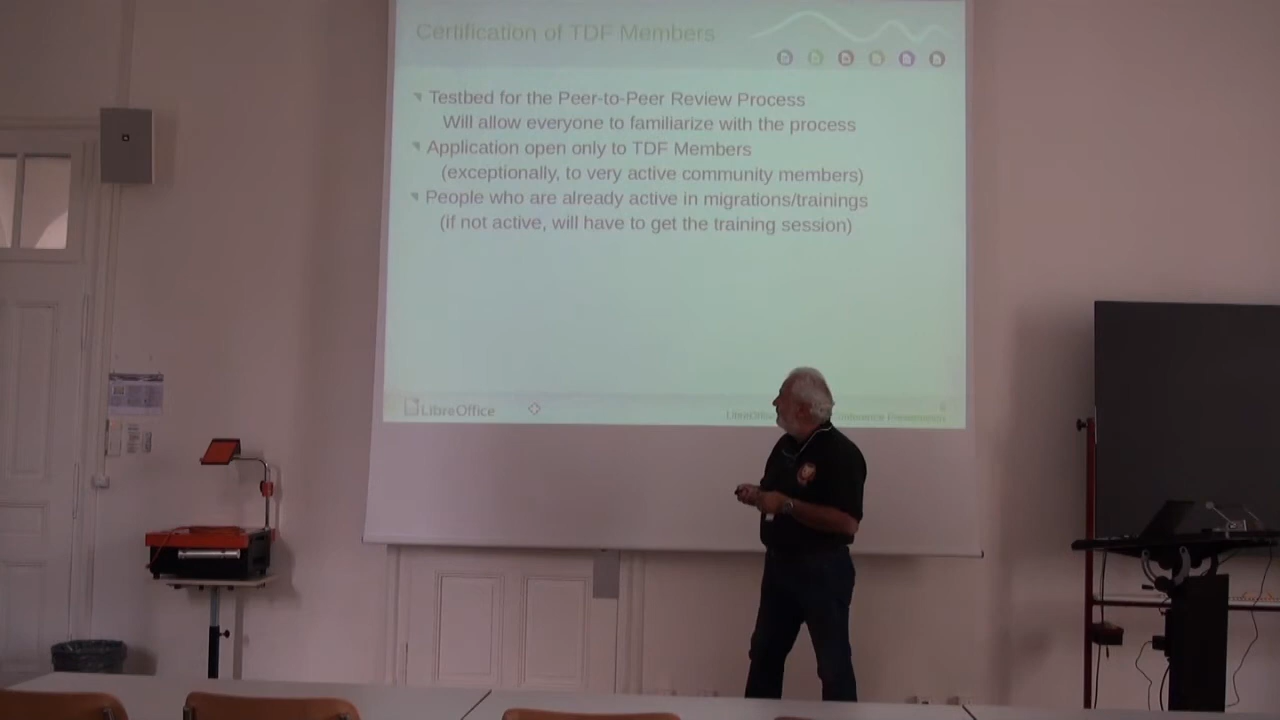 Certification of TDF Members
Testbed for the Peer-to-Peer Review Process
Will allow everyone to familiarize with the process
Application open only to TDF Members
(exceptionally, to very active community members)
People who are already active in migrations/trainings
(if not active, will have to get the training session)
LibreOffice